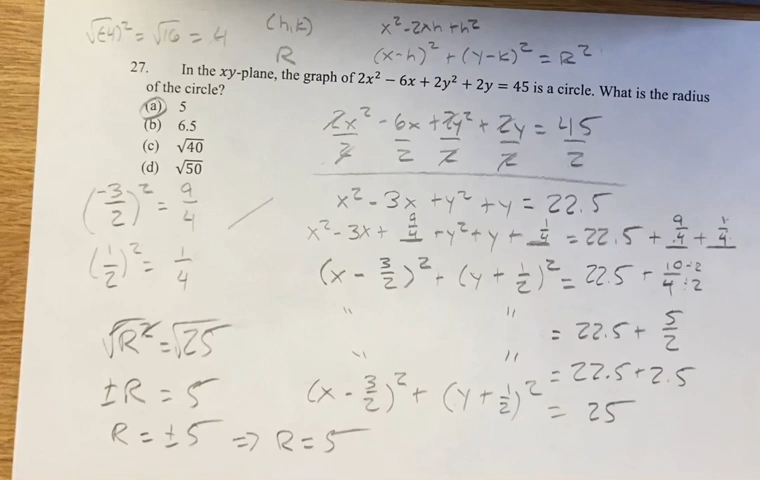 √(-4)² = √16 = 4
(h,k)
x² - 2xh + h²
R
(x-h)² + (y-k)² = R²
27. In the xy-plane, the graph of 2x² − 6x + 2y² + 2y = 45 is a circle. What is the radius
of the circle?
(a) 5
(b) 6.5
(c) √40
(d) √50
2x²/2 - 6x/2 + 2y²/2 + 2y/2 = 45/2
x² - 3x + y² + y = 22.5
(-3/2)² = 9/4
x² - 3x + 9/4 + y² + y + 1/4 = 22.5 + 9/4 + 1/4
(1/2)² = 1/4
(x - 3/2)² + (y + 1/2)² = 22.5 + 10÷2/4÷2
" " = 22.5 + 5/2
√R² = √25
" " = 22.5 + 2.5
±R = 5
(x - 3/2)² + (y + 1/2)² = 25
R = ±5 => R = 5